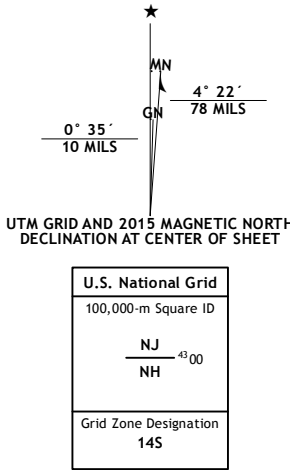 ★
MN
4° 22´
78 MILS
GN
0° 35´
10 MILS
UTM GRID AND 2015 MAGNETIC NORTH
DECLINATION AT CENTER OF SHEET
U.S. National Grid
100,000-m Square ID
NJ
4300
NH
Grid Zone Designation
14S